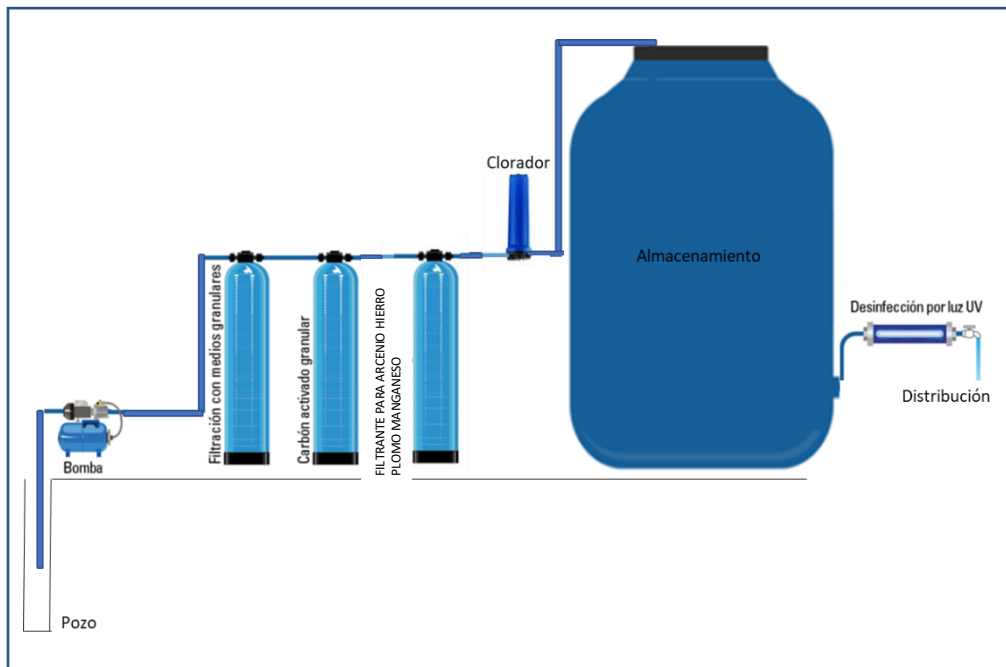 Clorador
Almacenamiento
Desinfección por luz UV
Distribución
Filtración con medios granulares
Carbón activado granular
FILTRANTE PARA ARCENIO HIERRO
PLOMO MANGANESO
Bomba
Pozo